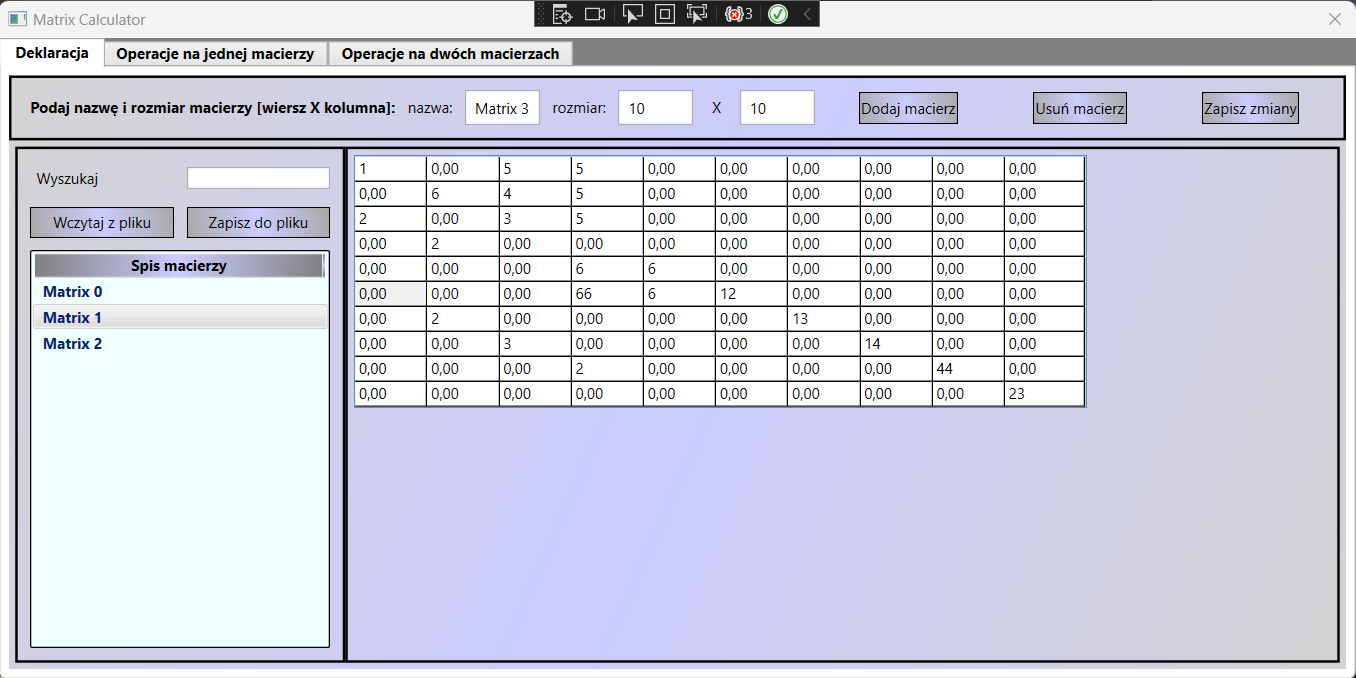 Matrix Calculator
3
Deklaracja Operacje na jednej macierzy Operacje na dwóch macierzach
Podaj nazwę i rozmiar macierzy [wiersz X kolumna]: nazwa: Matrix 3 rozmiar: 10 X 10 Dodaj macierz Usuń macierz Zapisz zmiany
Wyszukaj
Wczytaj z pliku Zapisz do pliku
Spis macierzy
Matrix 0
Matrix 1
Matrix 2
1 0,00 5 5 0,00 0,00 0,00 0,00 0,00 0,00
0,00 6 4 5 0,00 0,00 0,00 0,00 0,00 0,00
2 0,00 3 5 0,00 0,00 0,00 0,00 0,00 0,00
0,00 2 0,00 0,00 0,00 0,00 0,00 0,00 0,00 0,00
0,00 0,00 0,00 6 6 0,00 0,00 0,00 0,00 0,00
0,00 0,00 0,00 66 6 12 0,00 0,00 0,00 0,00
0,00 2 0,00 0,00 0,00 0,00 13 0,00 0,00 0,00
0,00 0,00 3 0,00 0,00 0,00 0,00 14 0,00 0,00
0,00 0,00 0,00 2 0,00 0,00 0,00 0,00 44 0,00
0,00 0,00 0,00 0,00 0,00 0,00 0,00 0,00 0,00 23